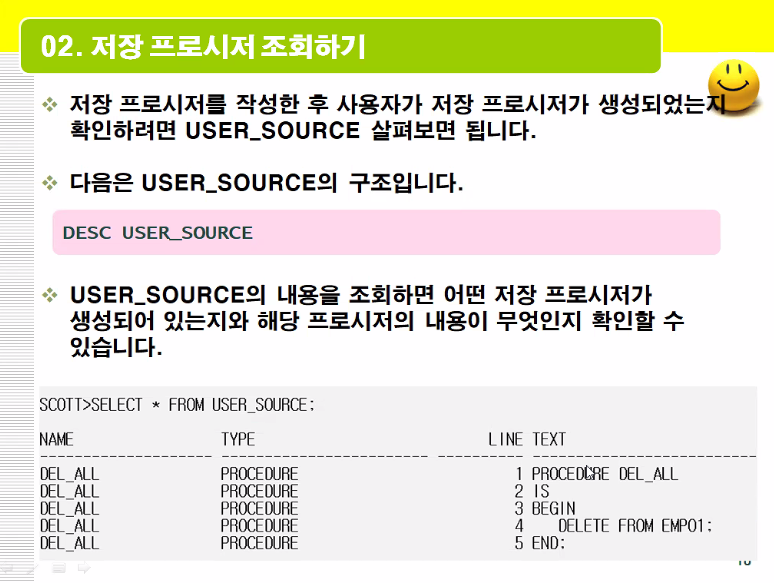 02. 저장 프로시저 조회하기
저장 프로시저를 작성한 후 사용자가 저장 프로시저가 생성되었는지
확인하려면 USER_SOURCE 살펴보면 됩니다.
다음은 USER_SOURCE의 구조입니다.
DESC USER_SOURCE
USER_SOURCE의 내용을 조회하면 어떤 저장 프로시저가
생성되어 있는지와 해당 프로시저의 내용이 무엇인지 확인할 수
있습니다.
SCOTT>SELECT * FROM USER_SOURCE;
NAME TYPE LINE TEXT
-------------------- ------------------------ ---------- --------------------------
DEL_ALL PROCEDURE 1 PROCEDURE DEL_ALL
DEL_ALL PROCEDURE 2 IS
DEL_ALL PROCEDURE 3 BEGIN
DEL_ALL PROCEDURE 4 DELETE FROM EMP01;
DEL_ALL PROCEDURE 5 END;